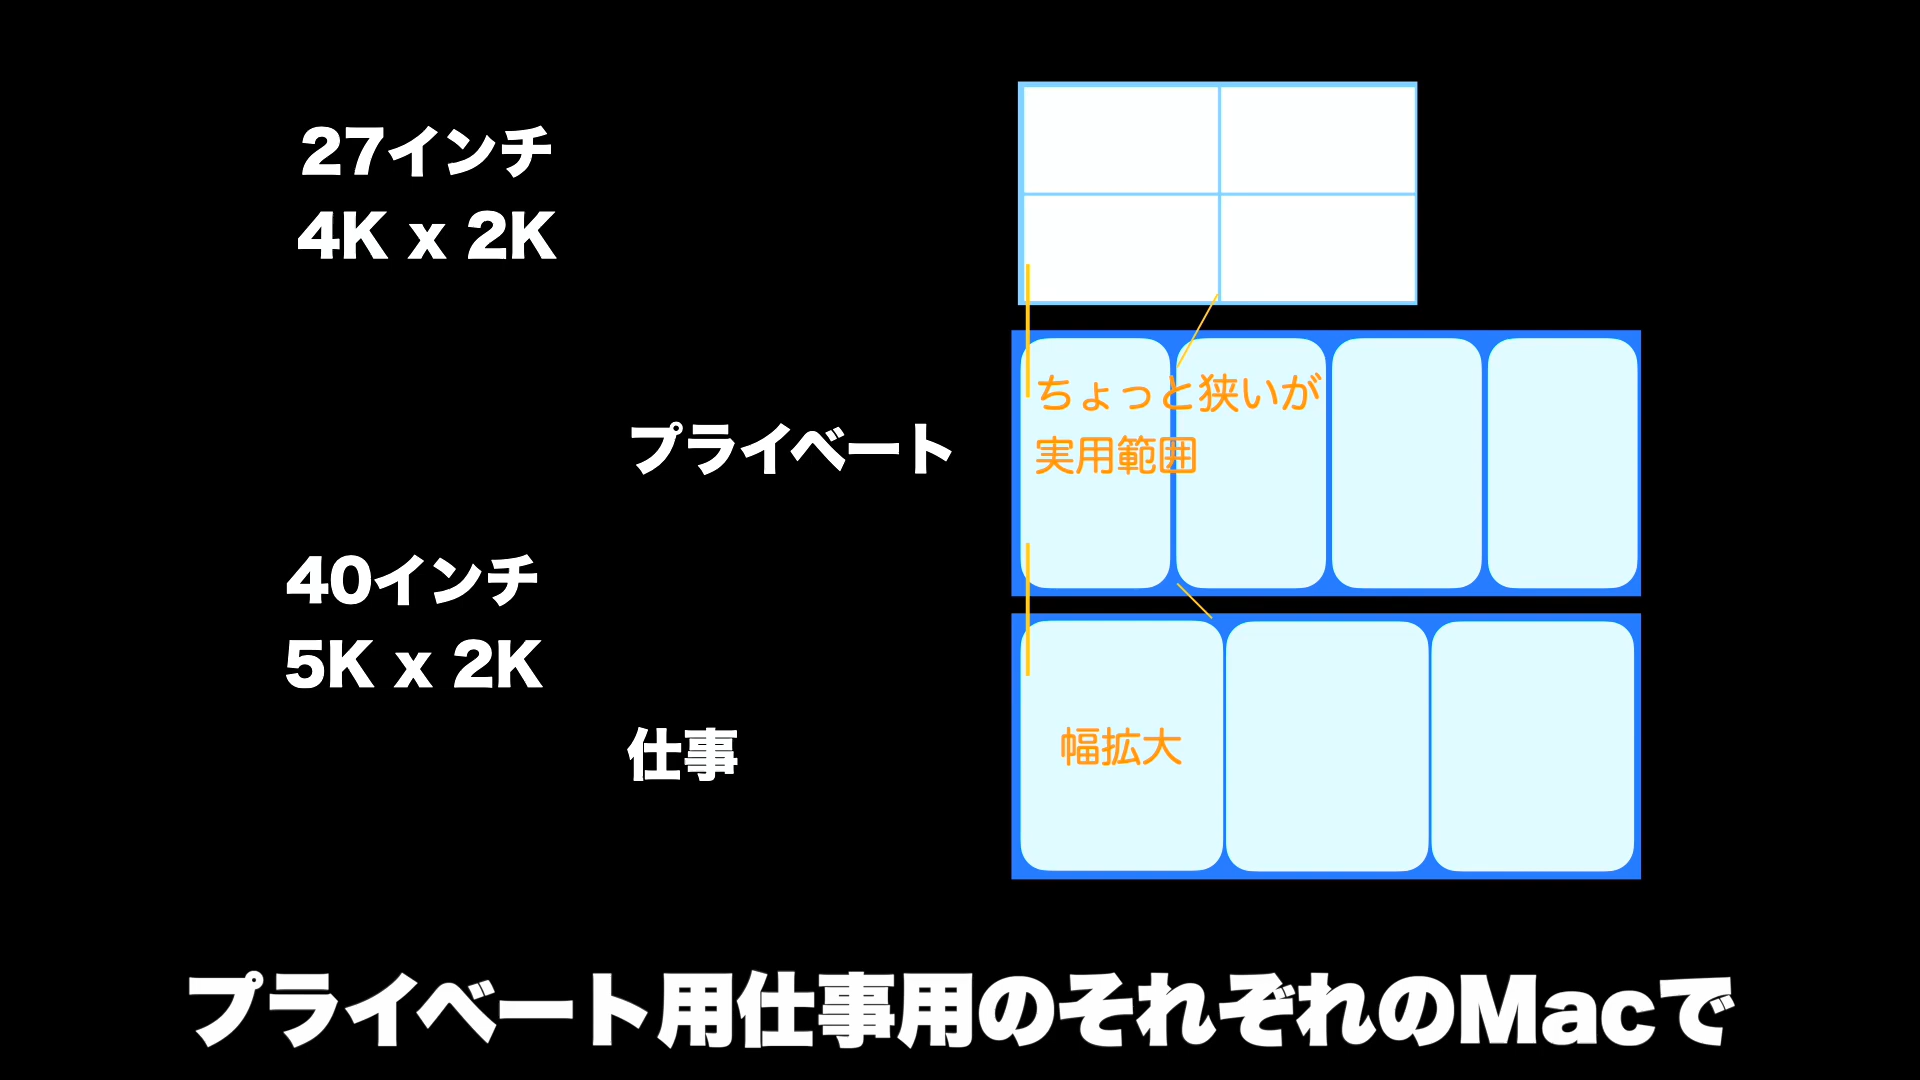 27インチ
4K x 2K
プライベート
ちょっと狭いが
実用範囲
40インチ
5K x 2K
仕事
幅拡大
プライベート用仕事用のそれぞれのMacで